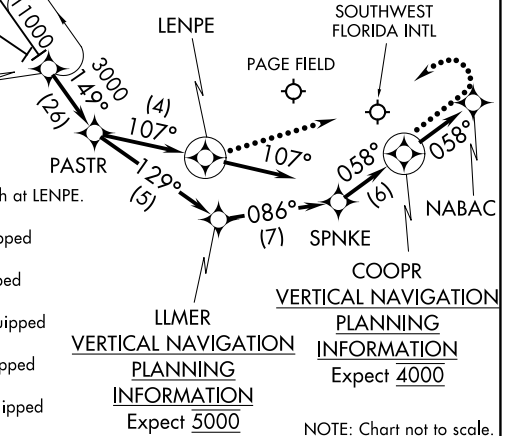 11000
SOUTHWEST
FLORIDA INTL
LENPE
PAGE FIELD
3000
149°
(26)
(4)
107°
107°
PASTR
129°
(5)
058°
(6)
058°
h at LENPE.
086°
(7)
SPNKE
NABAC
pped
ped
uipped
pped
ipped
LLMER
VERTICAL NAVIGATION
PLANNING
INFORMATION
Expect 5000
COOPR
VERTICAL NAVIGATION
PLANNING
INFORMATION
Expect 4000
NOTE: Chart not to scale.